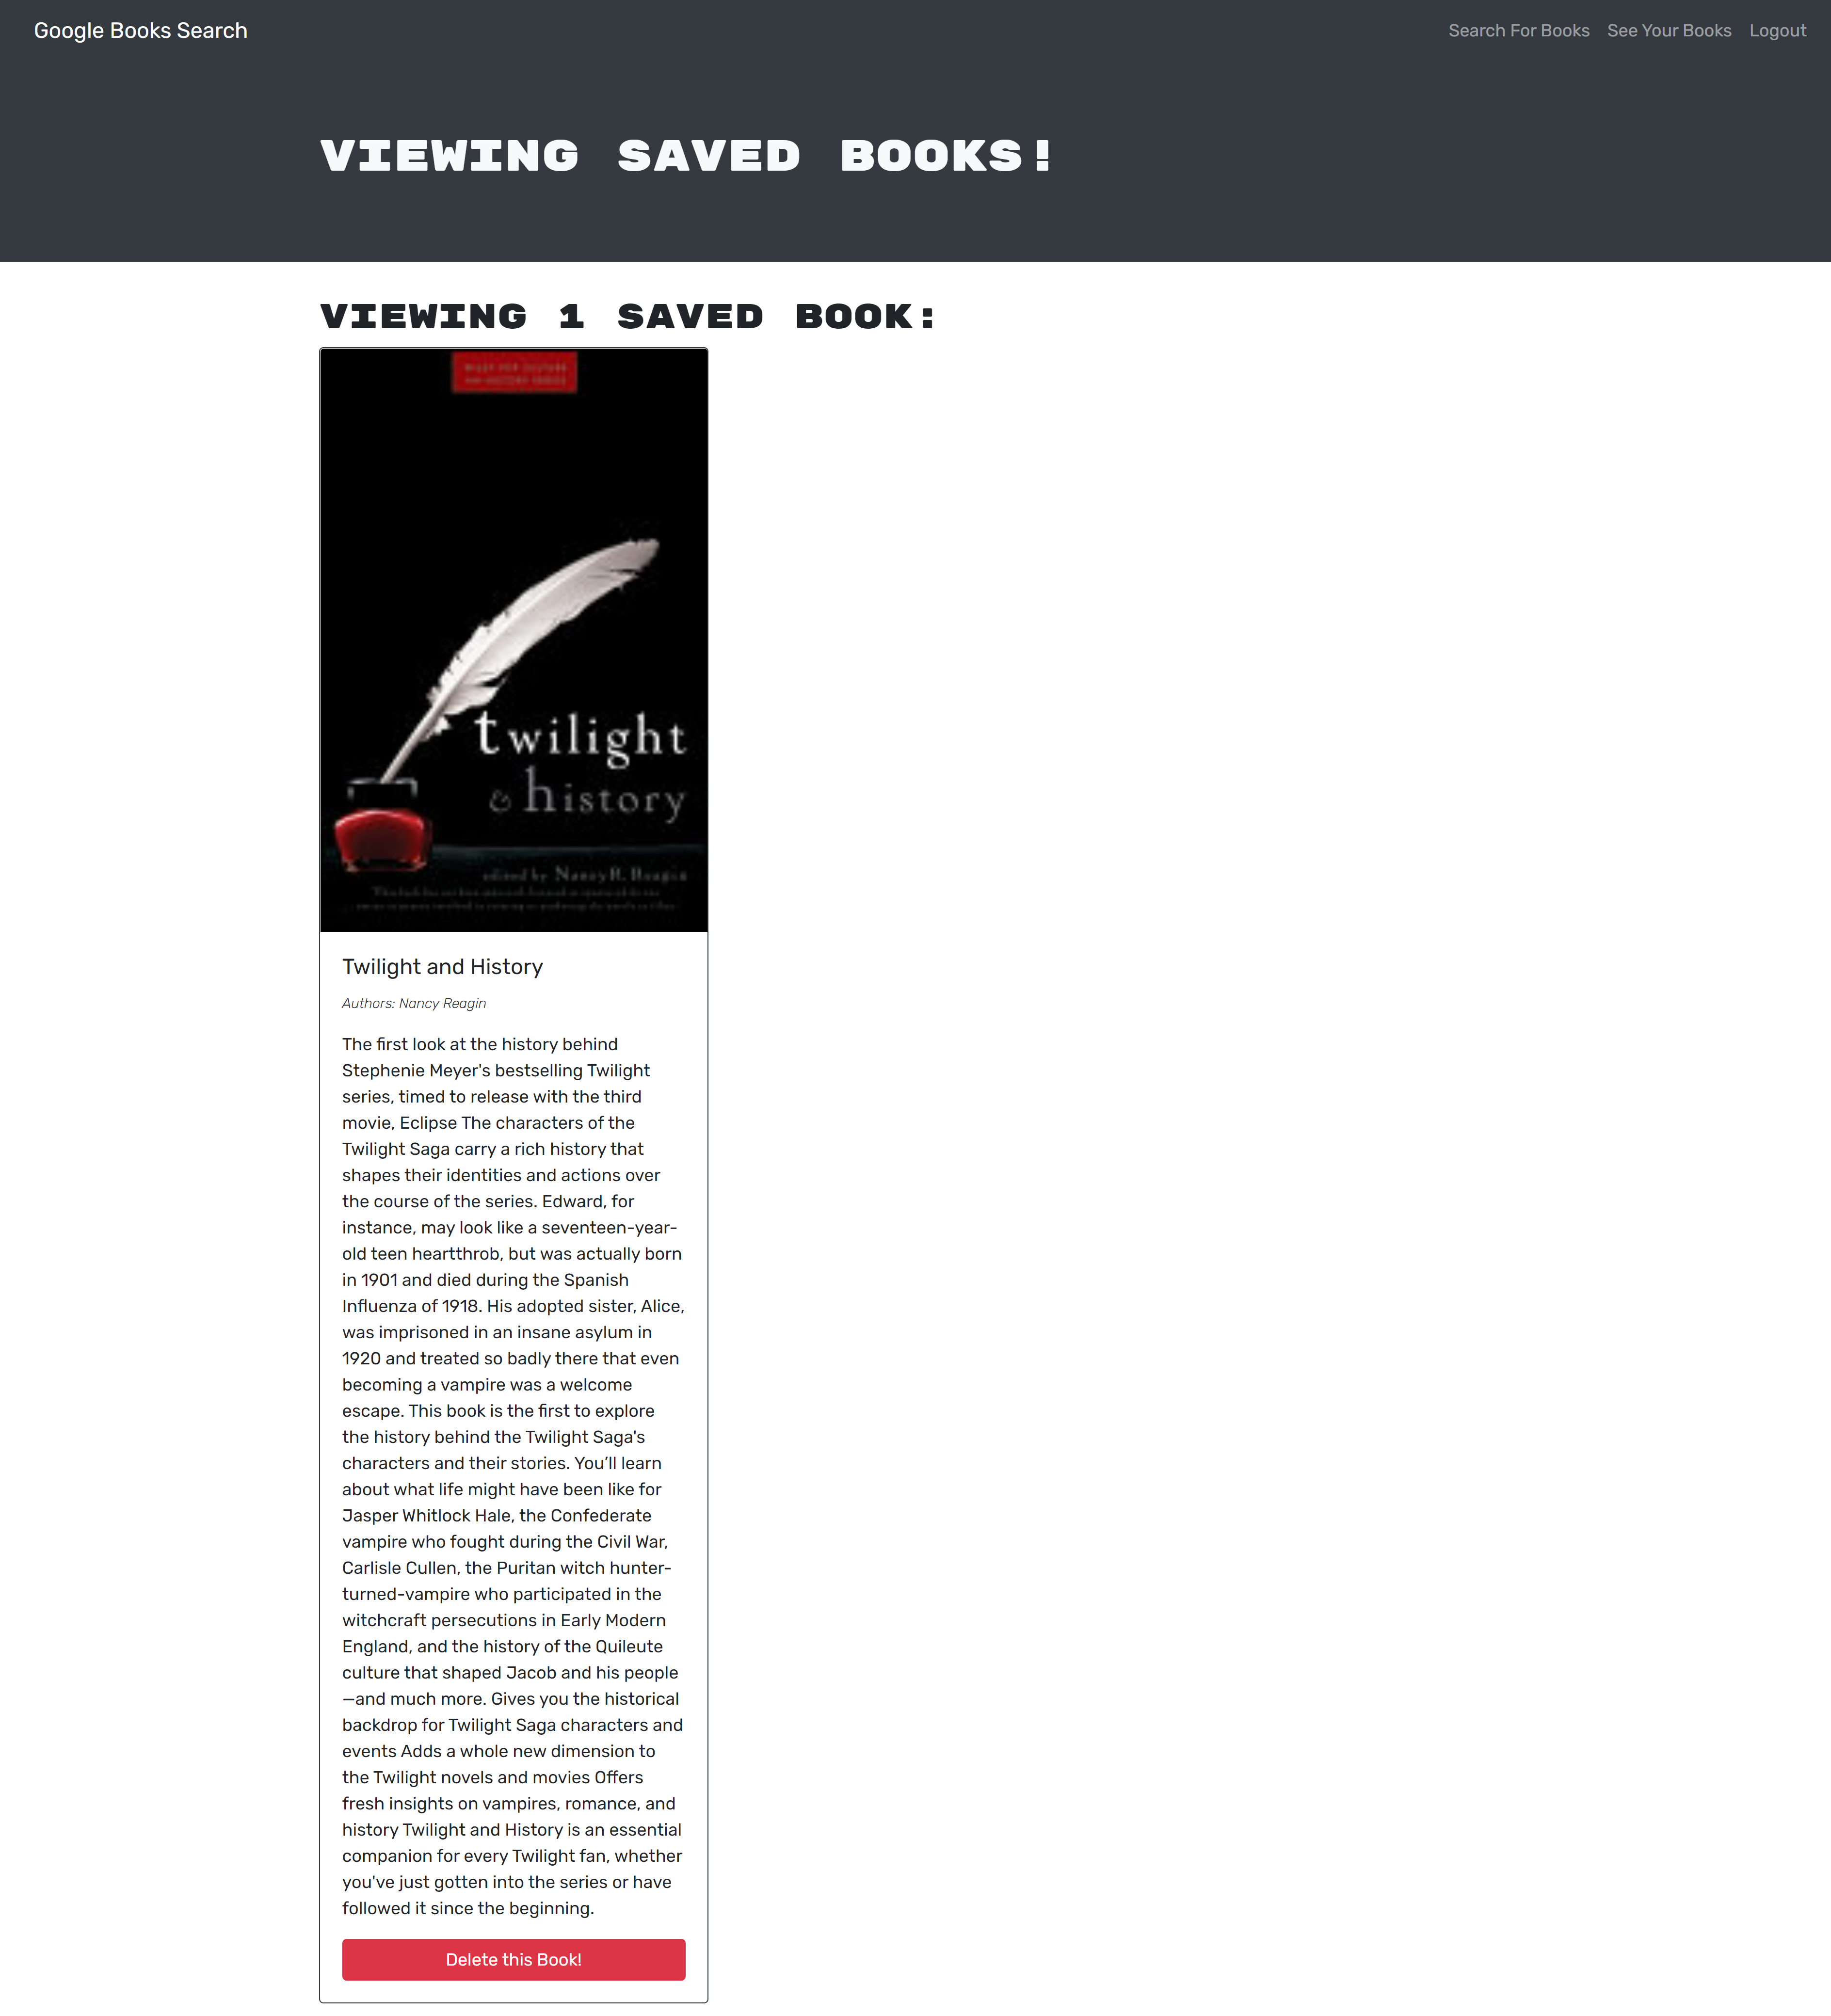 Google Books Search
Search For Books See Your Books Logout
VIEWING SAVED BOOKS!
VIEWING 1 SAVED BOOK:
twilight
& history
edited by Nancy R. Reagin
Twilight and History
Authors: Nancy Reagin
The first look at the history behind
Stephenie Meyer's bestselling Twilight
series, timed to release with the third
movie, Eclipse The characters of the
Twilight Saga carry a rich history that
shapes their identities and actions over
the course of the series. Edward, for
instance, may look like a seventeen-year-
old teen heartthrob, but was actually born
in 1901 and died during the Spanish
Influenza of 1918. His adopted sister, Alice,
was imprisoned in an insane asylum in
1920 and treated so badly there that even
becoming a vampire was a welcome
escape. This book is the first to explore
the history behind the Twilight Saga's
characters and their stories. You’ll learn
about what life might have been like for
Jasper Whitlock Hale, the Confederate
vampire who fought during the Civil War,
Carlisle Cullen, the Puritan witch hunter-
turned-vampire who participated in the
witchcraft persecutions in Early Modern
England, and the history of the Quileute
culture that shaped Jacob and his people
—and much more. Gives you the historical
backdrop for Twilight Saga characters and
events Adds a whole new dimension to
the Twilight novels and movies Offers
fresh insights on vampires, romance, and
history Twilight and History is an essential
companion for every Twilight fan, whether
you've just gotten into the series or have
followed it since the beginning.
Delete this Book!